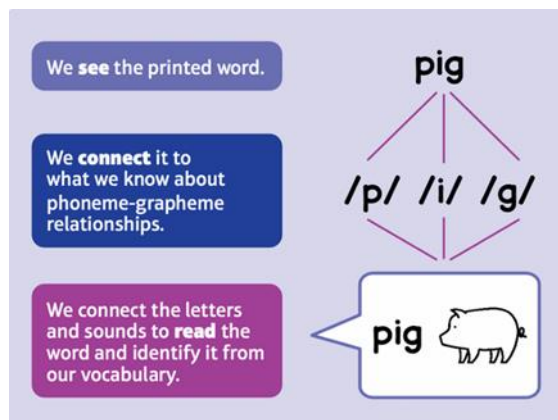 We see the printed word.
pig
We connect it to
what we know about
phoneme-grapheme
relationships.
/p/ /i/ /g/
We connect the letters
and sounds to read the
word and identify it from
our vocabulary.
pig